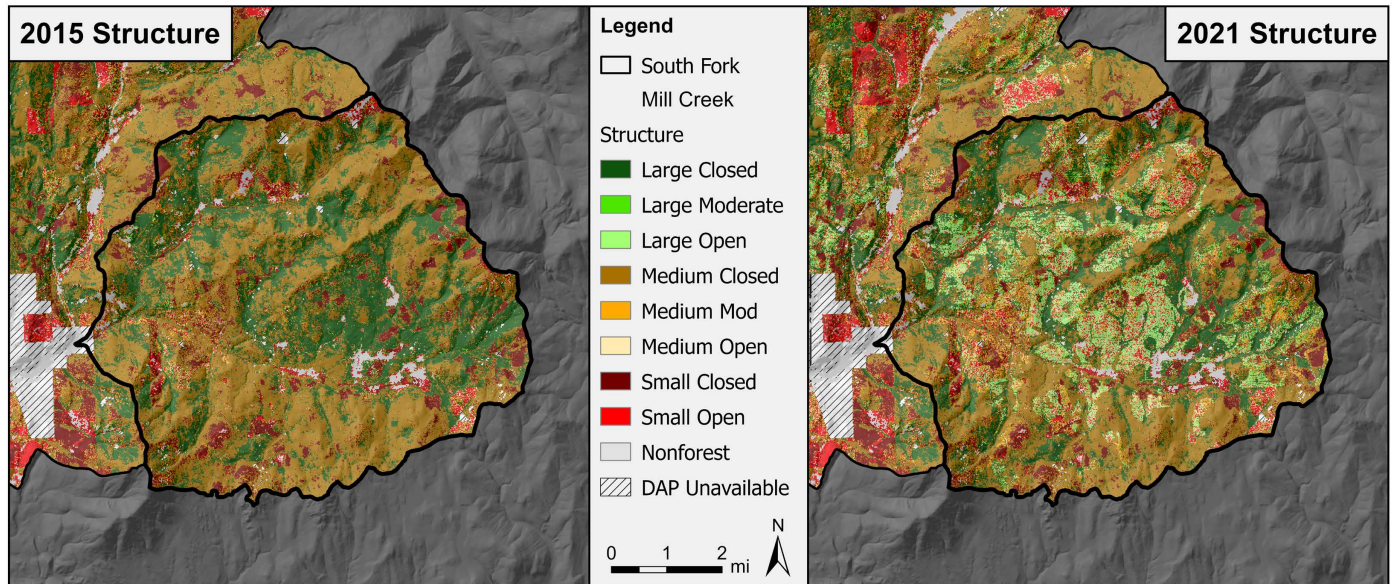 2015 Structure
Legend
South Fork
Mill Creek
Structure
Large Closed
Large Moderate
Large Open
Medium Closed
Medium Mod
Medium Open
Small Closed
Small Open
Nonforest
DAP Unavailable
N
0 1 2
mi
2021 Structure